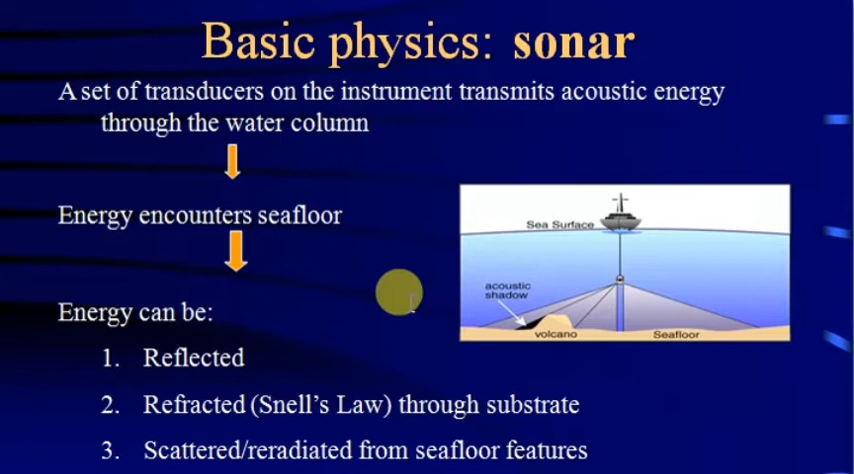 Basic physics: sonar
A set of transducers on the instrument transmits acoustic energy
through the water column
Energy encounters seafloor
Energy can be:
1. Reflected
2. Refracted (Snell's Law) through substrate
3. Scattered/reradiated from seafloor features
Sea Surface
acoustic
shadow
volcano
Seafloor